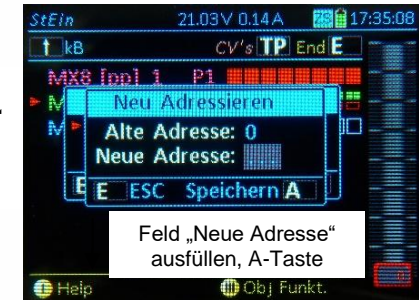 StEin 21.03V 0.14A ZS 17:35:08
↑ kB CV's TP End E
MX8 [pp] 1 P1
M
M
Neu Adressieren
Alte Adresse: 0
Neue Adresse:
E E ESC Speichern A
Feld „Neue Adresse“
ausfüllen, A-Taste
Help Obj Funkt.